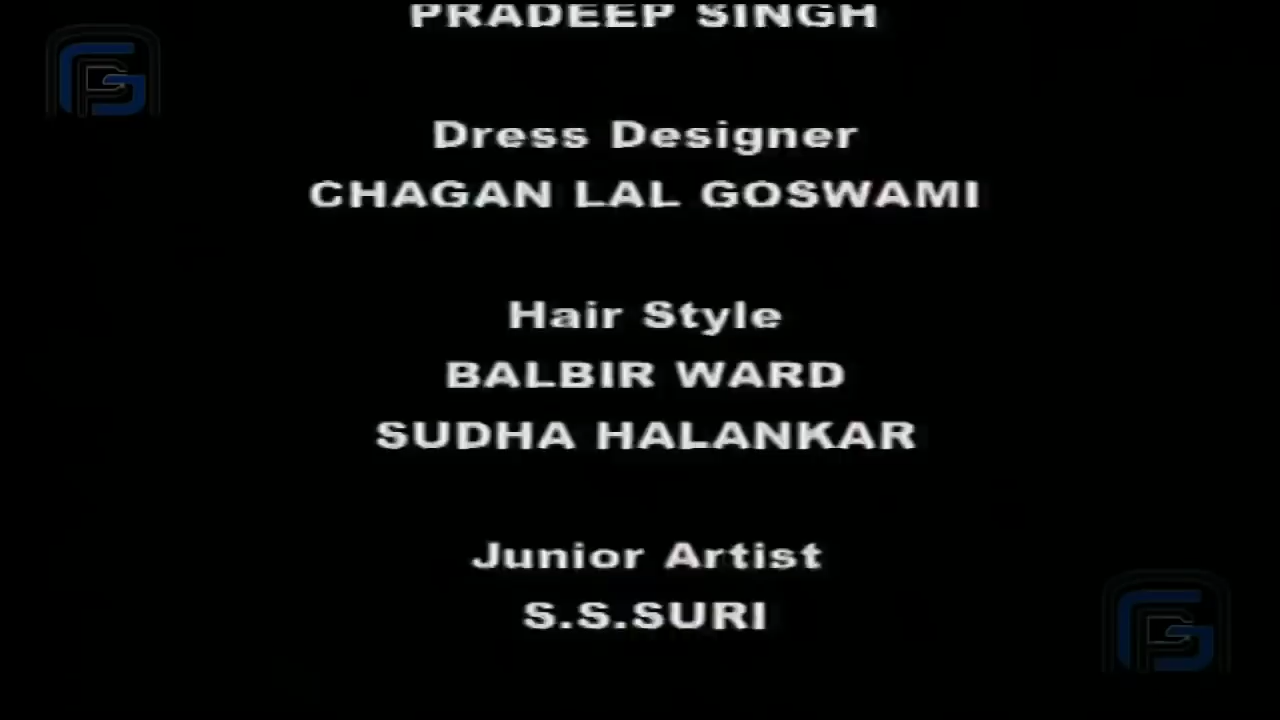 PRADEEP SINGH
Dress Designer
CHAGAN LAL GOSWAMI
Hair Style
BALBIR WARD
SUDHA HALANKAR
Junior Artist
S.S.SURI